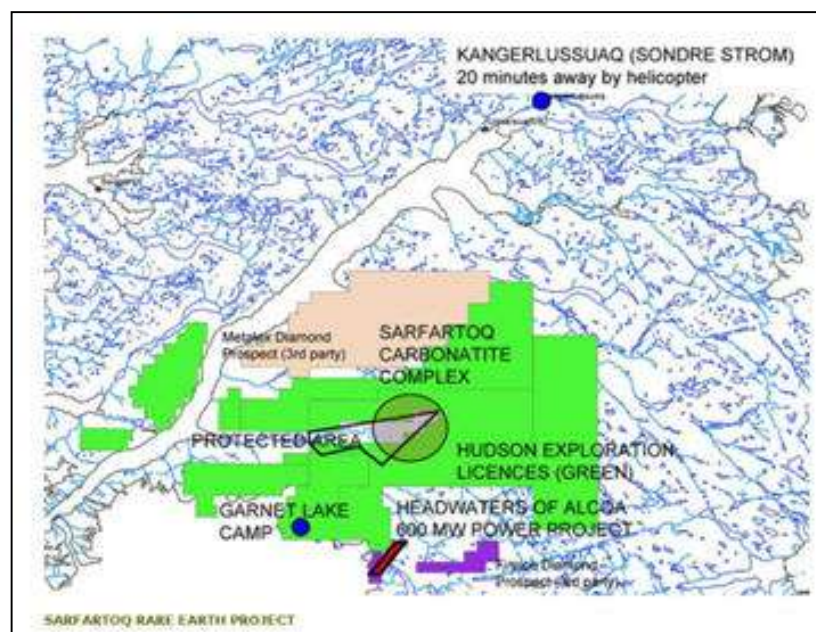 KANGERLUSSUAQ (SONDRE STROM)
20 minutes away by helicopter
Metalex Diamond
Prospect (3rd party)
SARFARTOQ
CARBONATITE
COMPLEX
PROTECTED AREA
HUDSON EXPLORATION
LICENCES (GREEN)
GARNET LAKE
CAMP
HEADWATERS OF ALCOA
600 MW POWER PROJECT
Diamond
Prospect party)
SARFARTOQ RARE EARTH PROJECT